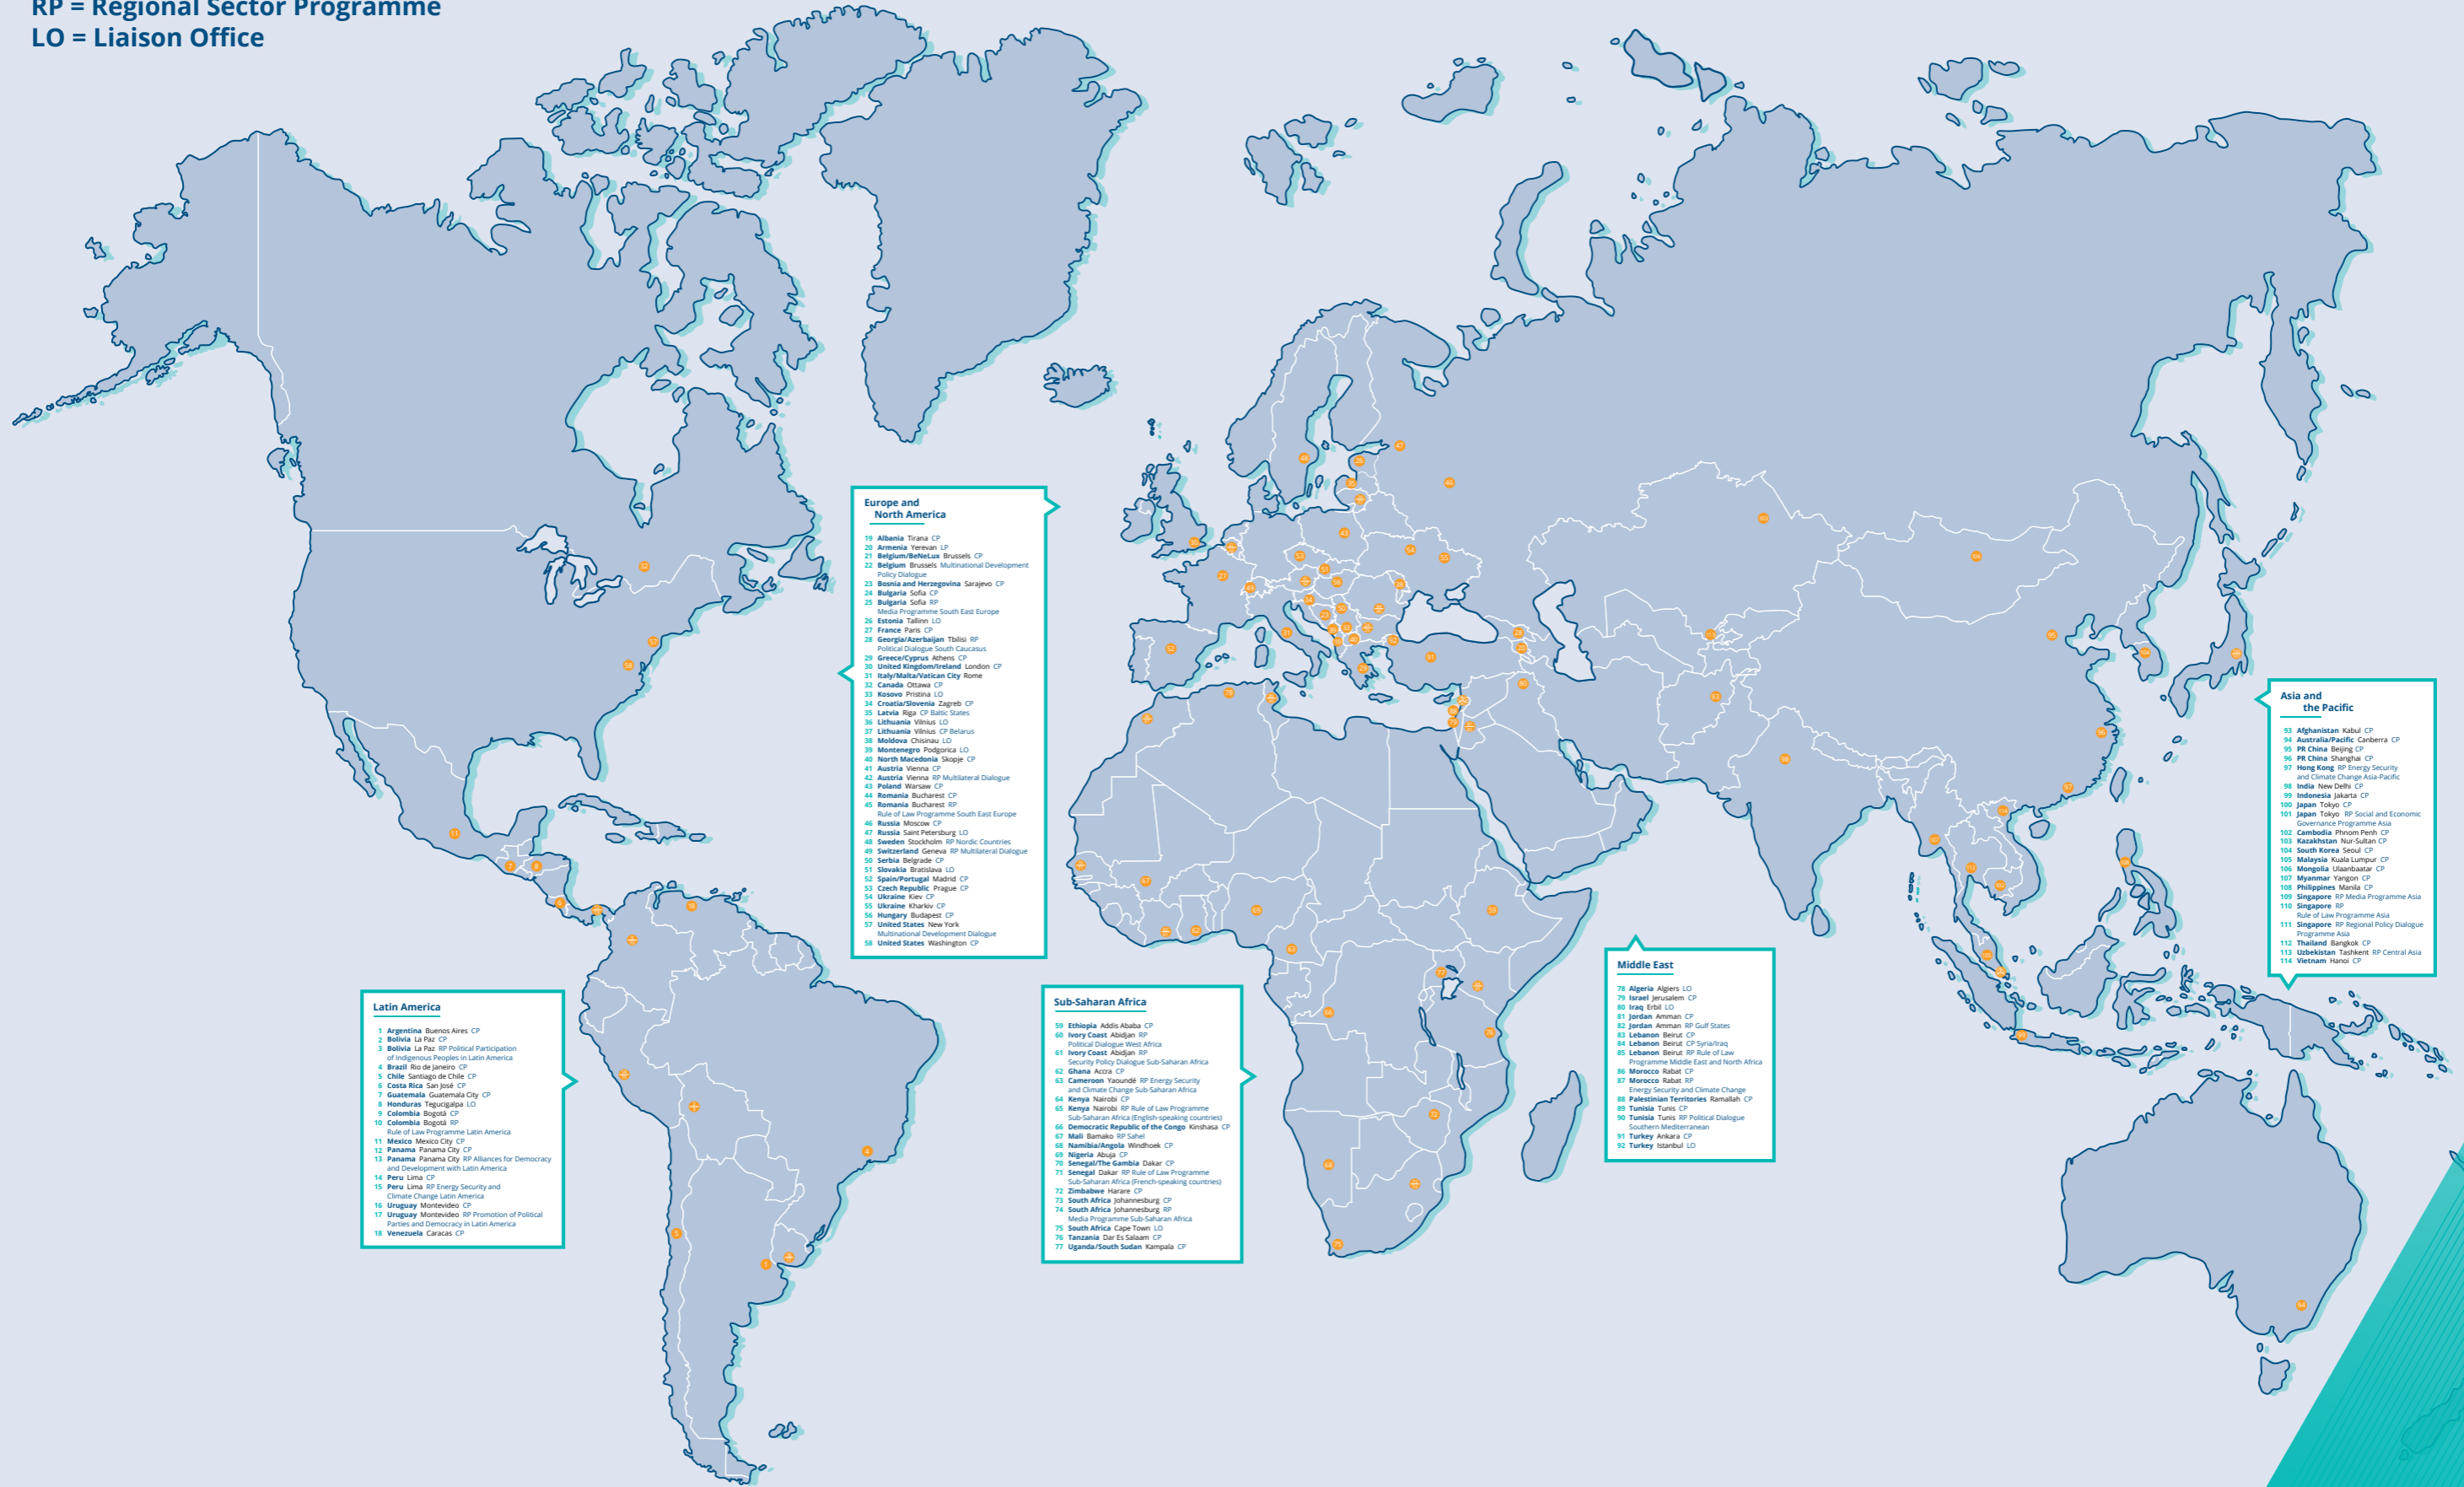 RP = Regional Sector Programme
LO = Liaison Office
Europe and
North America
19 Albania Tirana CP
20 Armenia Yerevan LP
21 Belgium/BeNeLux Brussels CP
22 Belgium Brussels Multinational Development
Policy Dialogue
23 Bosnia and Herzegovina Sarajevo CP
24 Bulgaria Sofia CP
25 Bulgaria Sofia RP
Media Programme South East Europe
26 Estonia Tallinn LO
27 France Paris CP
28 Georgia/Azerbaijan Tbilisi RP
Political Dialogue South Caucasus
29 Greece/Cyprus Athens CP
30 United Kingdom/Ireland London CP
31 Italy/Malta/Vatican City Rome
32 Canada Ottawa CP
33 Kosovo Pristina LO
34 Croatia/Slovenia Zagreb CP
35 Latvia Riga CP Baltic States
36 Lithuania Vilnius LO
37 Lithuania Vilnius CP Belarus
38 Moldova Chisinau LO
39 Montenegro Podgorica LO
40 North Macedonia Skopje CP
41 Austria Vienna CP
42 Austria Vienna RP Multilateral Dialogue
43 Poland Warsaw CP
44 Romania Bucharest CP
45 Romania Bucharest RP
Rule of Law Programme South East Europe
46 Russia Moscow CP
47 Russia Saint Petersburg LO
48 Sweden Stockholm RP Nordic Countries
49 Switzerland Geneva RP Multilateral Dialogue
50 Serbia Belgrade CP
51 Slovakia Bratislava LO
52 Spain/Portugal Madrid CP
53 Czech Republic Prague CP
54 Ukraine Kiev CP
55 Ukraine Kharkiv CP
56 Hungary Budapest CP
57 United States New York
Multinational Development Dialogue
58 United States Washington CP
Asia and
the Pacific
93 Afghanistan Kabul CP
94 Australia/Pacific Canberra CP
95 PR China Beijing CP
96 PR China Shanghai CP
97 Hong Kong RP Energy Security
and Climate Change Asia-Pacific
98 India New Delhi CP
99 Indonesia Jakarta CP
100 Japan Tokyo CP
101 Japan Tokyo RP Social and Economic
Governance Programme Asia
102 Cambodia Phnom Penh CP
103 Kazakhstan Nur-Sultan CP
104 South Korea Seoul CP
105 Malaysia Kuala Lumpur CP
106 Mongolia Ulaanbaatar CP
107 Myanmar Yangon CP
108 Philippines Manila CP
109 Singapore RP Media Programme Asia
110 Singapore RP
Rule of Law Programme Asia
111 Singapore RP Regional Policy Dialogue
Programme Asia
112 Thailand Bangkok CP
113 Uzbekistan Tashkent RP Central Asia
114 Vietnam Hanoi CP
Latin America
1 Argentina Buenos Aires CP
2 Bolivia La Paz CP
3 Bolivia La Paz RP Political Participation
of Indigenous Peoples in Latin America
4 Brazil Rio de Janeiro CP
5 Chile Santiago de Chile CP
6 Costa Rica San José CP
7 Guatemala Guatemala City CP
8 Honduras Tegucigalpa LO
9 Colombia Bogotá CP
10 Colombia Bogotá RP
Rule of Law Programme Latin America
11 Mexico Mexico City CP
12 Panama Panama City CP
13 Panama Panama City RP Alliances for Democracy
and Development with Latin America
14 Peru Lima CP
15 Peru Lima RP Energy Security and
Climate Change Latin America
16 Uruguay Montevideo CP
17 Uruguay Montevideo RP Promotion of Political
Parties and Democracy in Latin America
18 Venezuela Caracas CP
Sub-Saharan Africa
59 Ethiopia Addis Ababa CP
60 Ivory Coast Abidjan RP
Political Dialogue West Africa
61 Ivory Coast Abidjan RP
Security Policy Dialogue Sub-Saharan Africa
62 Ghana Accra CP
63 Cameroon Yaoundé RP Energy Security
and Climate Change Sub-Saharan Africa
64 Kenya Nairobi CP
65 Kenya Nairobi RP Rule of Law Programme
Sub-Saharan Africa (English-speaking countries)
66 Democratic Republic of the Congo Kinshasa CP
67 Mali Bamako RP Sahel
68 Namibia/Angola Windhoek CP
69 Nigeria Abuja CP
70 Senegal/The Gambia Dakar CP
71 Senegal Dakar RP Rule of Law Programme
Sub-Saharan Africa (French-speaking countries)
72 Zimbabwe Harare CP
73 South Africa Johannesburg CP
74 South Africa Johannesburg RP
Media Programme Sub-Saharan Africa
75 South Africa Cape Town LO
76 Tanzania Dar Es Salaam CP
77 Uganda/South Sudan Kampala CP
Middle East
78 Algeria Algiers LO
79 Israel Jerusalem CP
80 Iraq Erbil LO
81 Jordan Amman CP
82 Jordan Amman RP Gulf States
83 Lebanon Beirut CP
84 Lebanon Beirut CP Syria/Iraq
85 Lebanon Beirut RP Rule of Law
Programme Middle East and North Africa
86 Morocco Rabat CP
87 Morocco Rabat RP
Energy Security and Climate Change
88 Palestinian Territories Ramallah CP
89 Tunisia Tunis CP
90 Tunisia Tunis RP Political Dialogue
Southern Mediterranean
91 Turkey Ankara CP
92 Turkey Istanbul LO